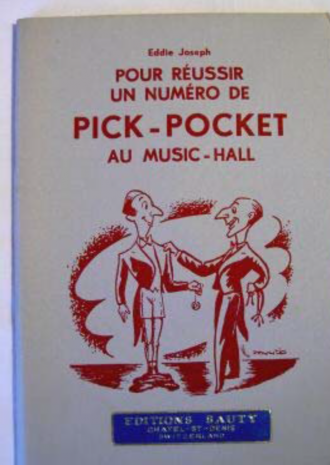 Eddie Joseph
POUR RÉUSSIR
UN NUMÉRO DE
PICK-POCKET
AU MUSIC-HALL
EDITIONS SAUTY
CHATEL-ST-DENIS
SWITZERLAND